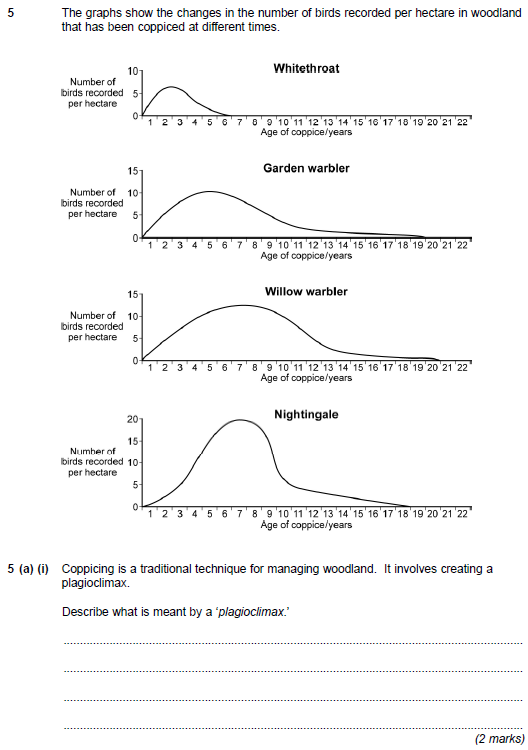 5 The graphs show the changes in the number of birds recorded per hectare in woodland
that has been coppiced at different times.
Whitethroat
Number of
birds recorded
per hectare
10
5
0
1 2 3 4 5 6 7 8 9 10 11 12 13 14 15 16 17 18 19 20 21 22
Age of coppice/years
Garden warbler
Number of
birds recorded
per hectare
15
10
5
0
1 2 3 4 5 6 7 8 9 10 11 12 13 14 15 16 17 18 19 20 21 22
Age of coppice/years
Willow warbler
Number of
birds recorded
per hectare
15
10
5
0
1 2 3 4 5 6 7 8 9 10 11 12 13 14 15 16 17 18 19 20 21 22
Age of coppice/years
Nightingale
Number of
birds recorded
per hectare
20
15
10
5
0
1 2 3 4 5 6 7 8 9 10 11 12 13 14 15 16 17 18 19 20 21 22
Age of coppice/years
5 (a) (i) Coppicing is a traditional technique for managing woodland. It involves creating a
plagioclimax.
Describe what is meant by a ‘plagioclimax.’
(2 marks)